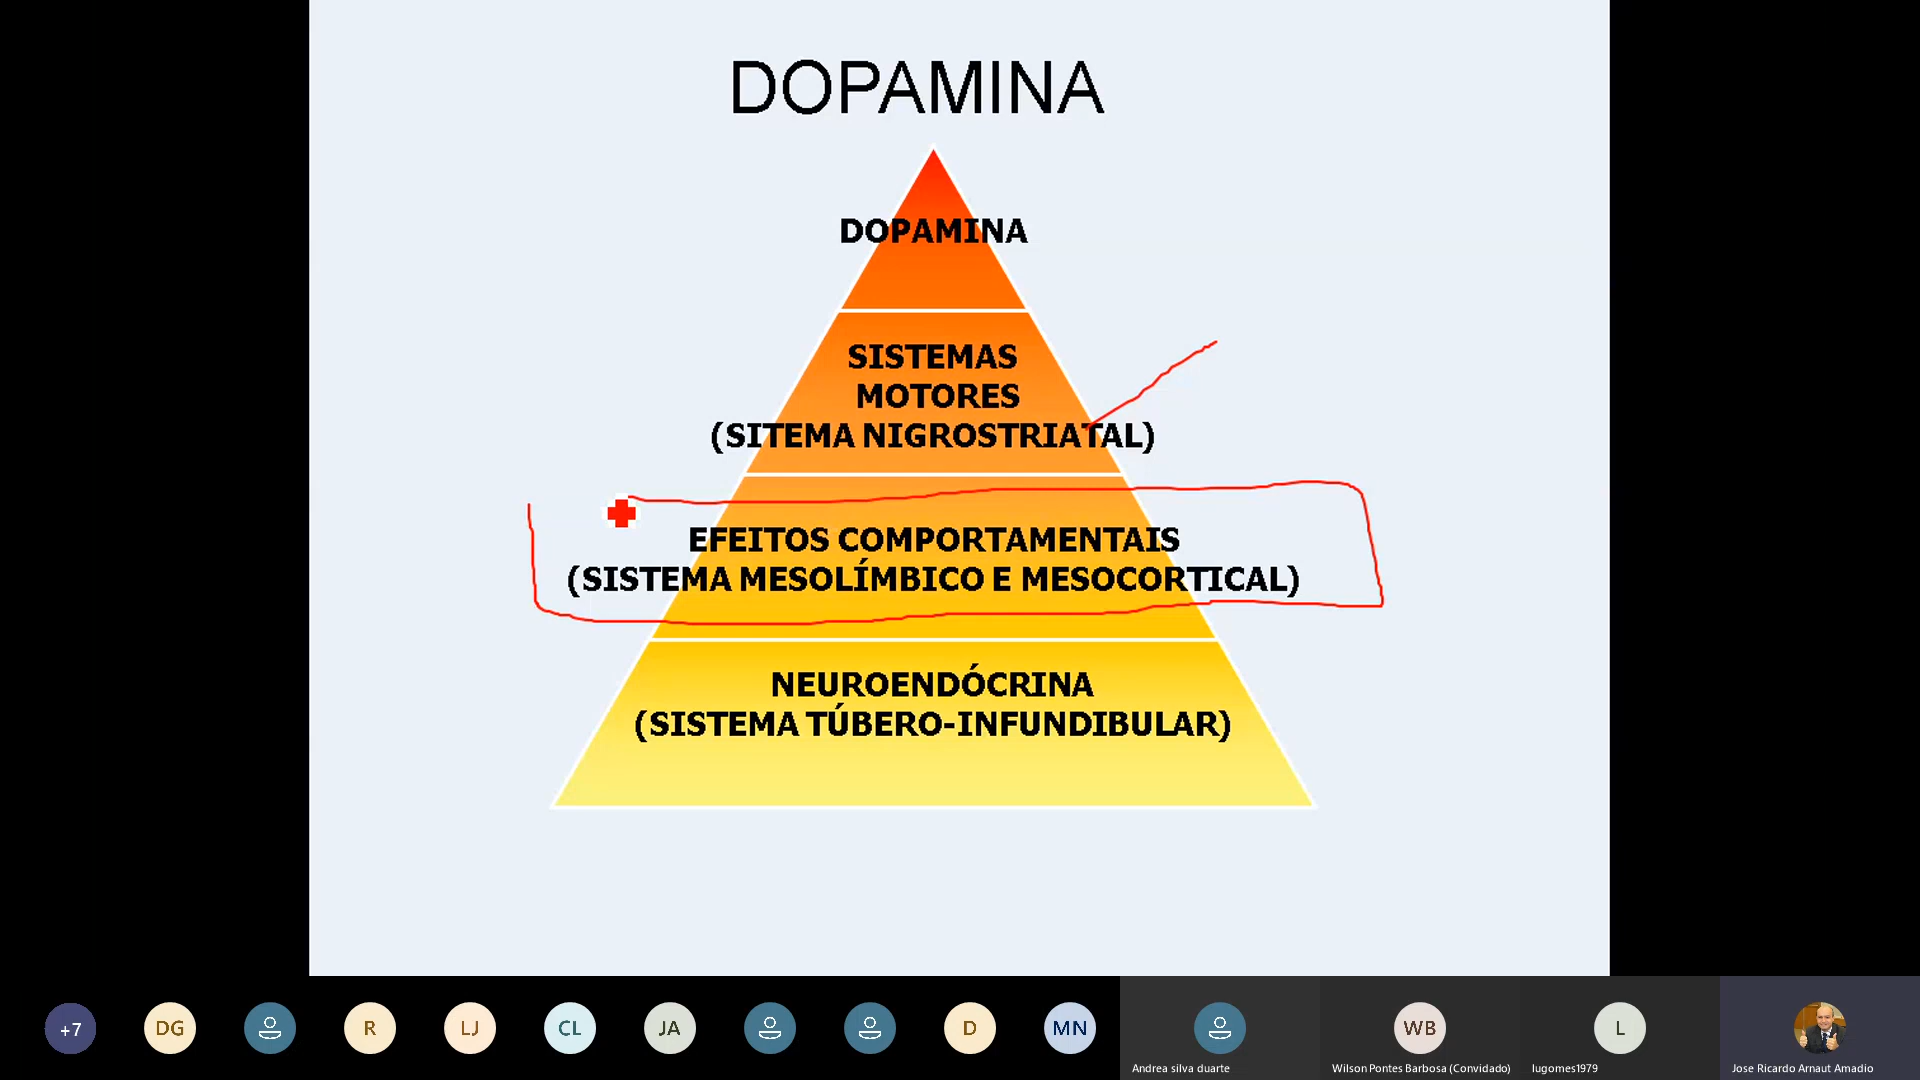 DOPAMINA
DOPAMINA
SISTEMAS
MOTORES
(SITEMA NIGROSTRIATAL)
EFEITOS COMPORTAMENTAIS
(SISTEMA MESOLÍMBICO E MESOCORTICAL)
NEUROENDÓCRINA
(SISTEMA TÚBERO-INFUNDIBULAR)
+7 DG R LJ CL JA D MN WB L
Andrea silva duarte Wilson Pontes Barbosa (Convidado) lugomes1979 Jose Ricardo Arnaut Amadio